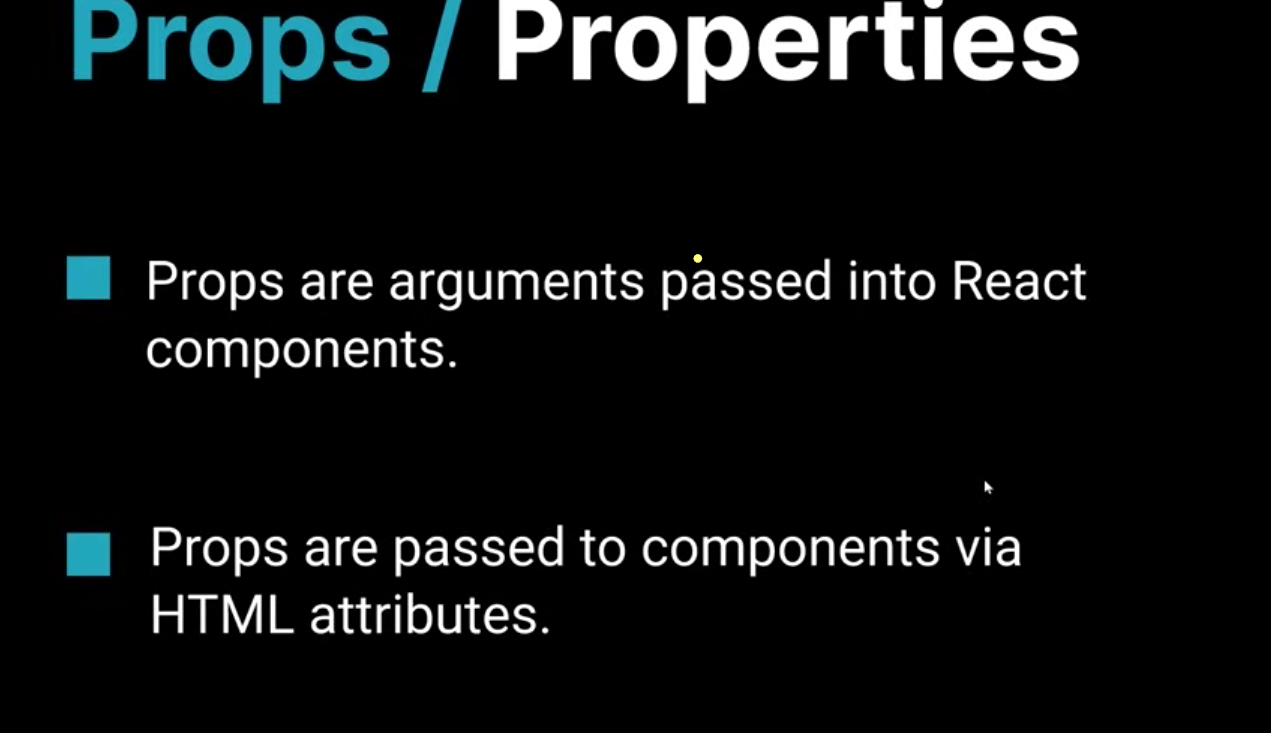 Props / Properties
Props are arguments passed into React
components.
Props are passed to components via
HTML attributes.